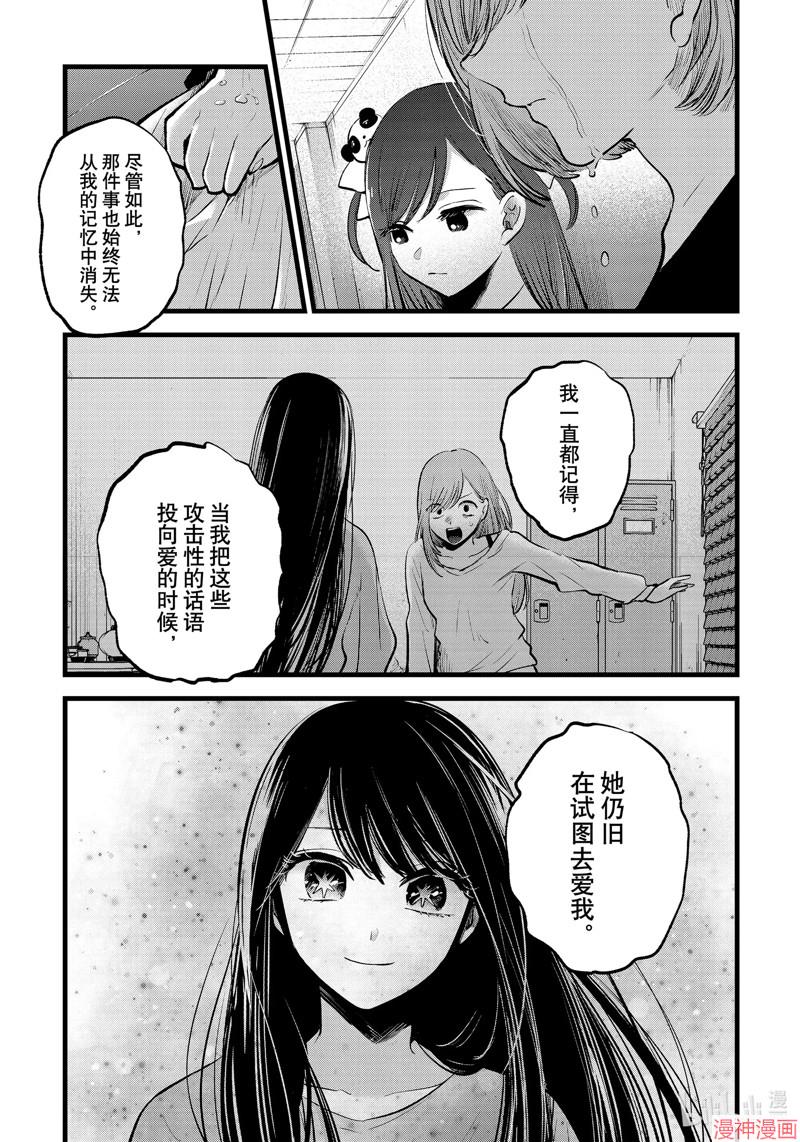 尽管如此，
那件事也始终无法
从我的记忆中消失。
我一直都记得，
当我把这些
攻击性的话语
投向爱的时候，
她仍旧
在试图去爱我。
漫
漫神漫画